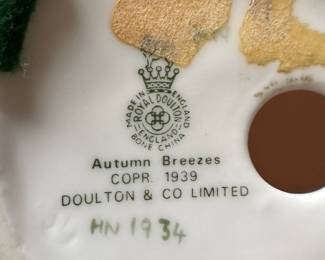 MADE IN ENGLAND
ROYAL DOULTON
ENGLAND
BONE CHINA
Autumn Breezes
COPR. 1939
DOULTON & CO LIMITED
HN 1934